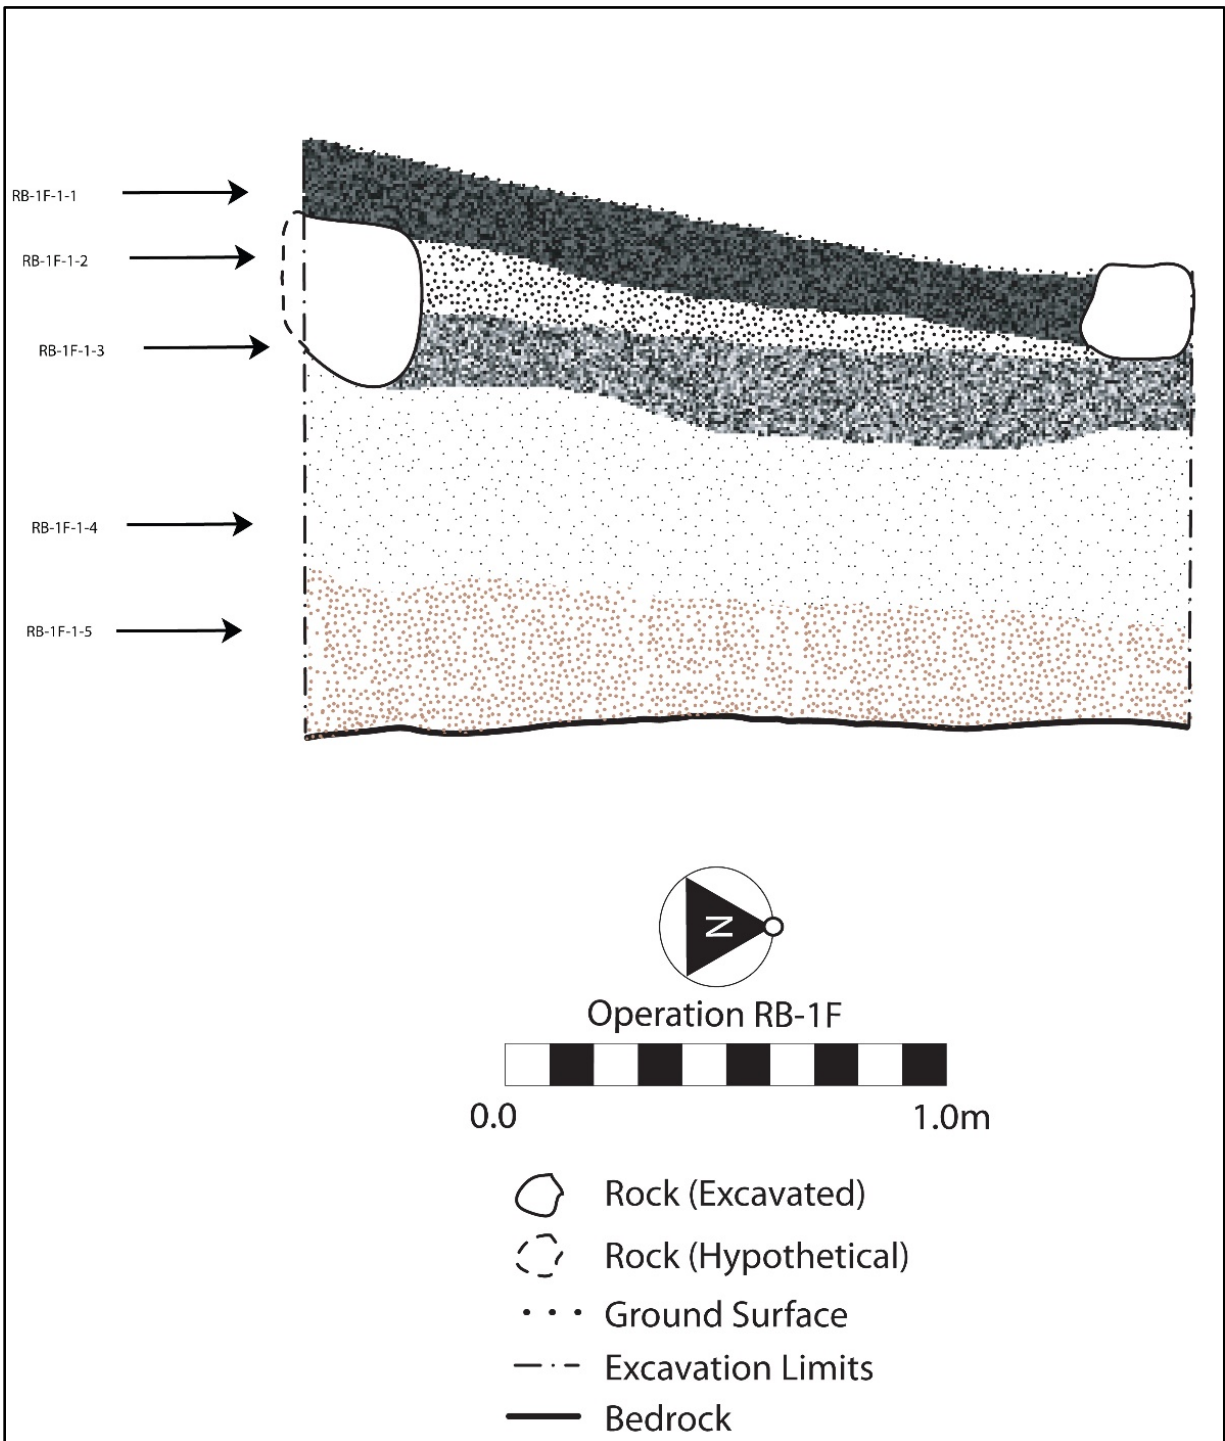 RB-1F-1-1
RB-1F-1-2
RB-1F-1-3
RB-1F-1-4
RB-1F-1-5
N
Operation RB-1F
0.0 1.0m
Rock (Excavated)
Rock (Hypothetical)
Ground Surface
Excavation Limits
Bedrock